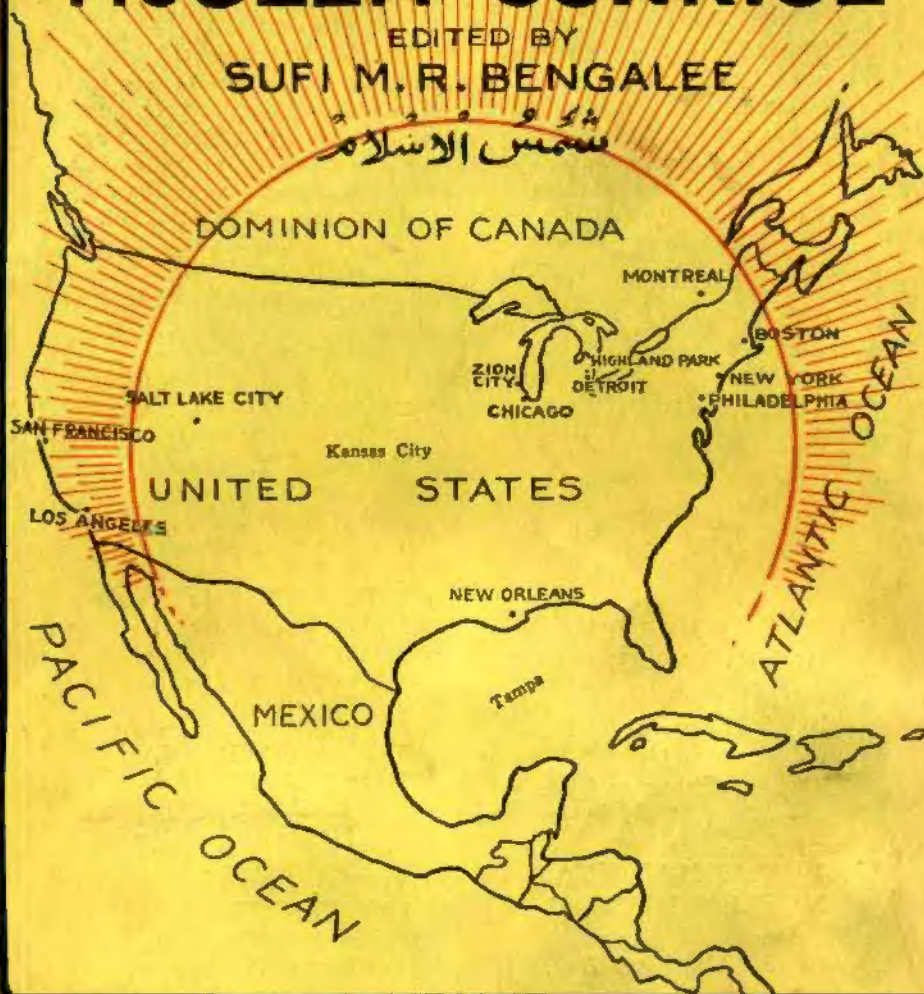 MOSLEM SUNRISE
EDITED BY
SUFI M. R. BENGALEE
شمس الاسلام
DOMINION OF CANADA
MONTREAL
BOSTON
HIGHLAND PARK
ZION
CITY
DETROIT
NEW YORK
CHICAGO
PHILADELPHIA
SALT LAKE CITY
SAN FRANCISCO
Kansas City
UNITED STATES
LOS ANGELES
ATLANTIC OCEAN
NEW ORLEANS
Tampa
MEXICO
PACIFIC OCEAN